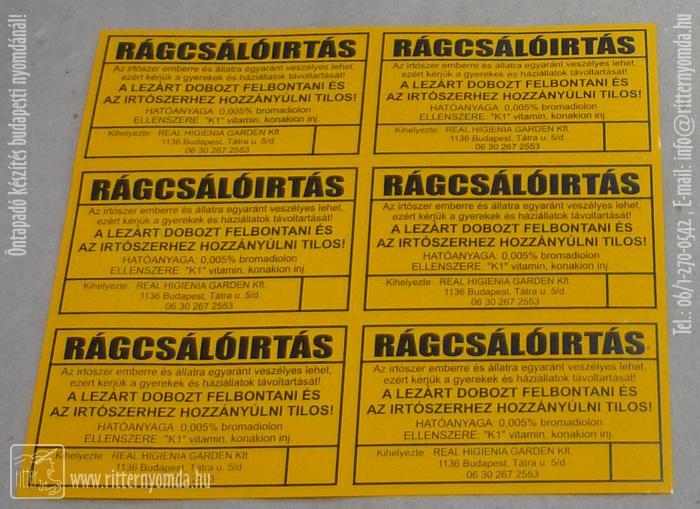 RÁGCSÁLÓIRTÁS
Az irtószer emberre és állatra egyaránt veszélyes lehet,
ezért kérjük a gyerekek és háziállatok távoltartását!
A LEZÁRT DOBOZT FELBONTANI ÉS
AZ IRTÓSZERHEZ HOZZÁNYÚLNI TILOS!
HATÓANYAGA: 0,005% bromadiolon
ELLENSZERE: "K1" vitamin, konakion inj.
Kihelyezte: REAL HIGIENIA GARDEN Kft.
1136 Budapest, Tátra u. 5/d.
06 30 267 2553
RÁGCSÁLÓIRTÁS
Az irtószer emberre és állatra egyaránt veszélyes lehet,
ezért kérjük a gyerekek és háziállatok távoltartását!
A LEZÁRT DOBOZT FELBONTANI ÉS
AZ IRTÓSZERHEZ HOZZÁNYÚLNI TILOS!
HATÓANYAGA: 0,005% bromadiolon
ELLENSZERE: "K1" vitamin, konakion inj.
Kihelyezte: REAL HIGIENIA GARDEN Kft.
1136 Budapest, Tátra u. 5/d.
06 30 267 2553
RÁGCSÁLÓIRTÁS
Az irtószer emberre és állatra egyaránt veszélyes lehet,
ezért kérjük a gyerekek és háziállatok távoltartását!
A LEZÁRT DOBOZT FELBONTANI ÉS
AZ IRTÓSZERHEZ HOZZÁNYÚLNI TILOS!
HATÓANYAGA: 0,005% bromadiolon
ELLENSZERE: "K1" vitamin, konakion inj.
Kihelyezte: REAL HIGIENIA GARDEN Kft.
1136 Budapest, Tátra u. 5/d.
06 30 267 2553
RÁGCSÁLÓIRTÁS
Az irtószer emberre és állatra egyaránt veszélyes lehet,
ezért kérjük a gyerekek és háziállatok távoltartását!
A LEZÁRT DOBOZT FELBONTANI ÉS
AZ IRTÓSZERHEZ HOZZÁNYÚLNI TILOS!
HATÓANYAGA: 0,005% bromadiolon
ELLENSZERE: "K1" vitamin, konakion inj.
Kihelyezte: REAL HIGIENIA GARDEN Kft.
1136 Budapest, Tátra u. 5/d.
06 30 267 2553
RÁGCSÁLÓIRTÁS
Az irtószer emberre és állatra egyaránt veszélyes lehet,
ezért kérjük a gyerekek és háziállatok távoltartását!
A LEZÁRT DOBOZT FELBONTANI ÉS
AZ IRTÓSZERHEZ HOZZÁNYÚLNI TILOS!
HATÓANYAGA: 0,005% bromadiolon
ELLENSZERE: "K1" vitamin, konakion inj.
Kihelyezte: REAL HIGIENIA GARDEN Kft.
1136 Budapest, Tátra u. 5/d
2553
RÁGCSÁLÓIRTÁS
Az irtószer emberre és állatra egyaránt veszélyes lehet,
ezért kérjük a gyerekek és háziállatok távoltartását!
A LEZÁRT DOBOZT FELBONTANI ÉS
AZ IRTÓSZERHEZ HOZZÁNYÚLNI TILOS!
HATÓANYAGA: 0,005% bromadiolon
ELLENSZERE: "K1" vitamin, konakion inj.
Kihelyezte: REAL HIGIENIA GARDEN Kft.
1136 Budapest, Tátra u. 5/d.
06 30 267 2553
Öntapadó készítés budapesti nyomdánál!
Tel.: 06/1-270-0542 E-mail: info@ritternyomda.hu
www.ritternyomda.hu